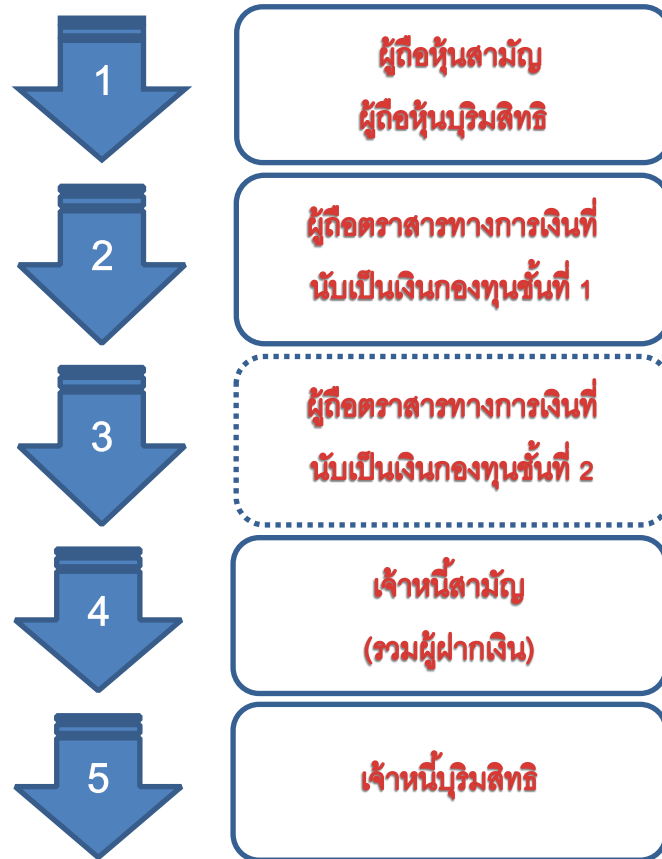 1
ผู้ถือหุ้นสามัญ
ผู้ถือหุ้นบุริมสิทธิ
2
ผู้ถือตราสารทางการเงินที่
นับเป็นเงินกองทุนชั้นที่ 1
3
ผู้ถือตราสารทางการเงินที่
นับเป็นเงินกองทุนชั้นที่ 2
4
เจ้าหนี้สามัญ
(รวมผู้ฝากเงิน)
5
เจ้าหนี้บุริมสิทธิ